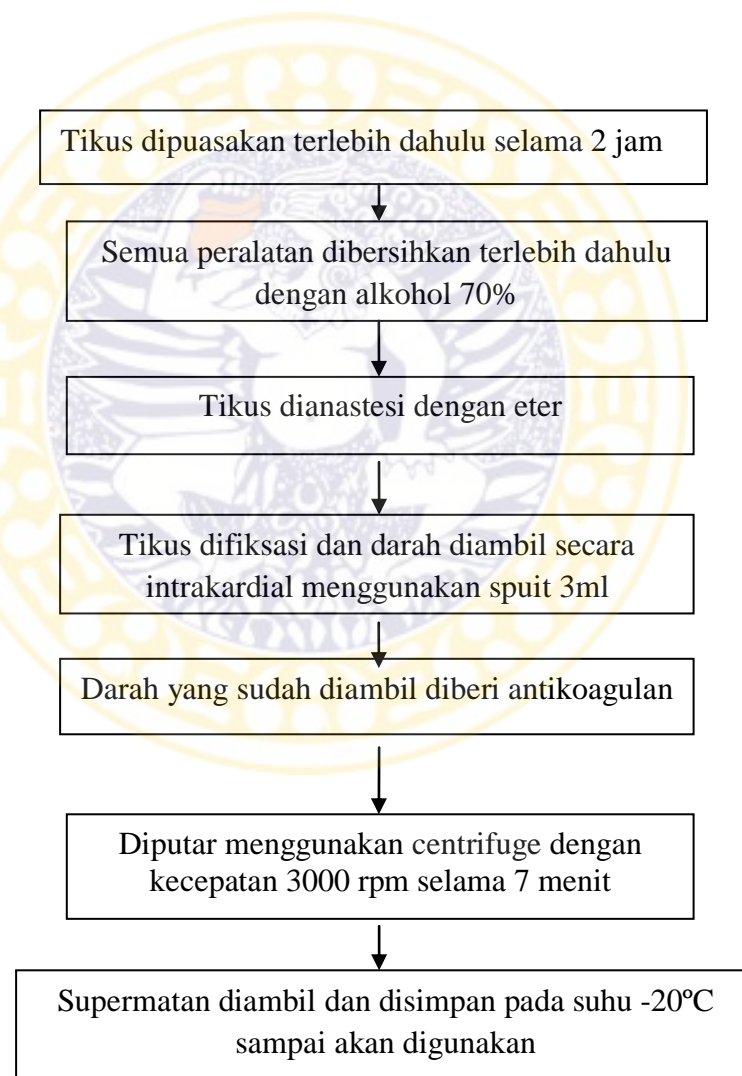 Tikus dipuasakan terlebih dahulu selama 2 jam
Semua peralatan dibersihkan terlebih dahulu
dengan alkohol 70%
Tikus dianastesi dengan eter
Tikus difiksasi dan darah diambil secara
intrakardial menggunakan spuit 3ml
Darah yang sudah diambil diberi antikoagulan
Diputar menggunakan centrifuge dengan
kecepatan 3000 rpm selama 7 menit
Supermatan diambil dan disimpan pada suhu -20ºC
sampai akan digunakan